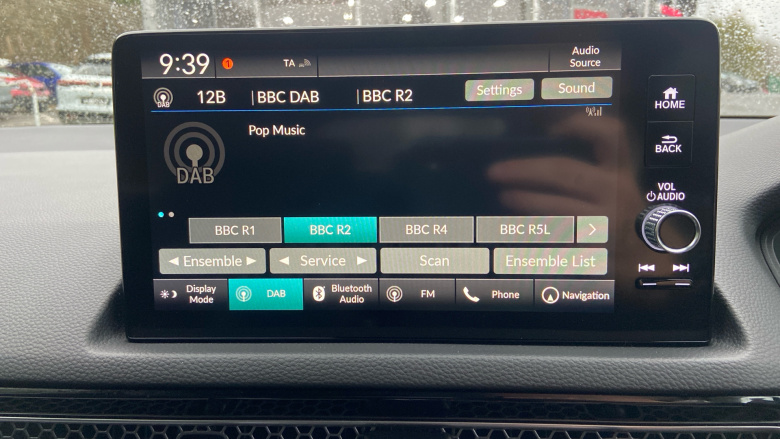 9:39 1 TA Audio
Source
DAB 12B BBC DAB BBC R2 Settings Sound
HOME
Pop Music
BACK
DAB
VOL
AUDIO
BBC R1 BBC R2 BBC R4 BBC R5L
Ensemble Service Scan Ensemble List
Display
Mode
DAB
Bluetooth
Audio
FM
Phone
Navigation